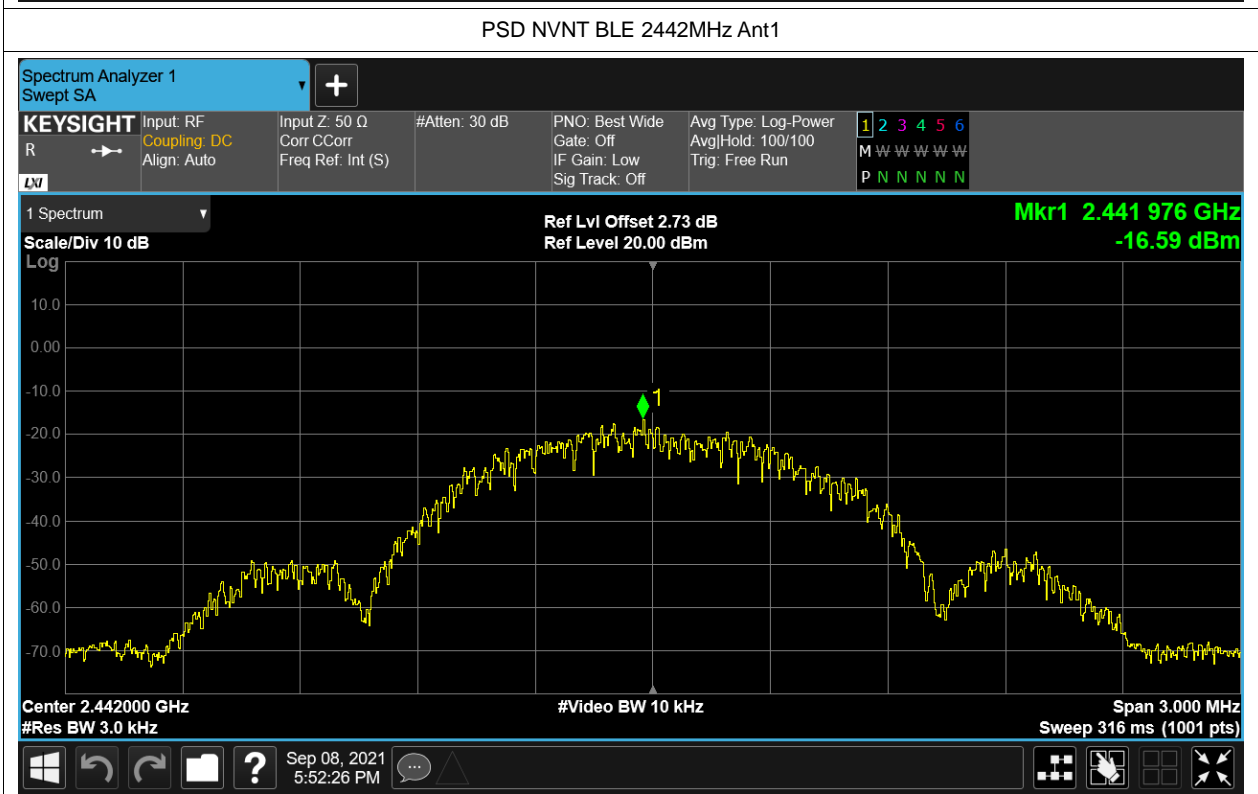 PSD NVNT BLE 2442MHz Ant1
Spectrum Analyzer 1
Swept SA
+
KEYSIGHT
R
LXI
Input: RF
Coupling: DC
Align: Auto
Input Z: 50 Ω
Corr CCorr
Freq Ref: Int (S)
#Atten: 30 dB
PNO: Best Wide
Gate: Off
IF Gain: Low
Sig Track: Off
Avg Type: Log-Power
Avg|Hold: 100/100
Trig: Free Run
1 2 3 4 5 6
M W W W W W
P N N N N N
1 Spectrum
Scale/Div 10 dB
Log
Ref Lvl Offset 2.73 dB
Ref Level 20.00 dBm
Mkr1 2.441 976 GHz
-16.59 dBm
10.0
0.00
-10.0
-20.0
-30.0
-40.0
-50.0
-60.0
-70.0
1
Center 2.442000 GHz
#Res BW 3.0 kHz
#Video BW 10 kHz
Span 3.000 MHz
Sweep 316 ms (1001 pts)
?
Sep 08, 2021
5:52:26 PM